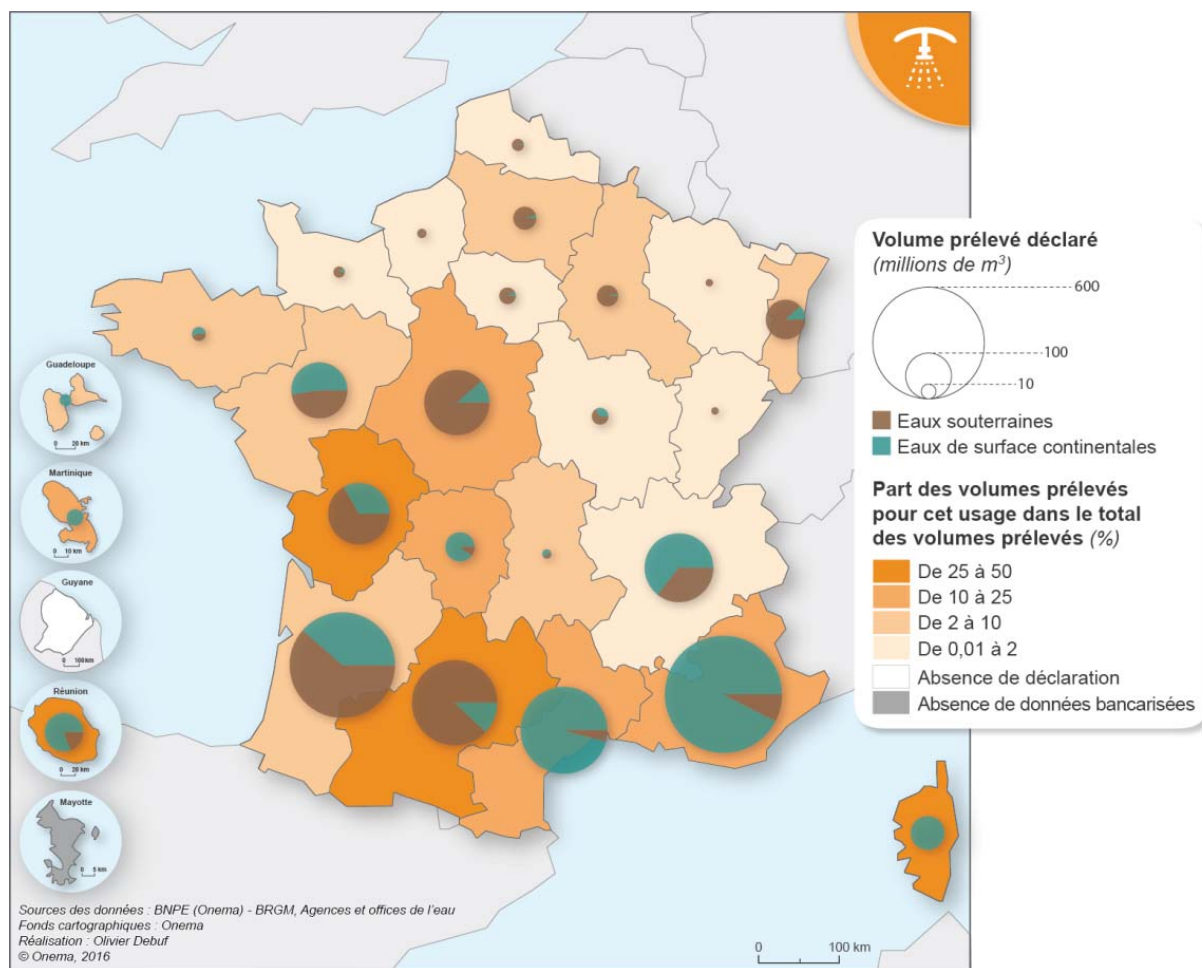 Guadeloupe
0 20 km
Martinique
0 10 km
Guyane
0 100 km
Réunion
0 20 km
Mayotte
0 5 km
Sources des données : BNPE (Onema) - BRGM, Agences et offices de l'eau
Fonds cartographiques : Onema
Réalisation : Olivier Debuf
© Onema, 2016
0 100 km
Volume prélevé déclaré
(millions de m³)
600
100
10
Eaux souterraines
Eaux de surface continentales
Part des volumes prélevés
pour cet usage dans le total
des volumes prélevés (%)
De 25 à 50
De 10 à 25
De 2 à 10
De 0,01 à 2
Absence de déclaration
Absence de données bancarisées